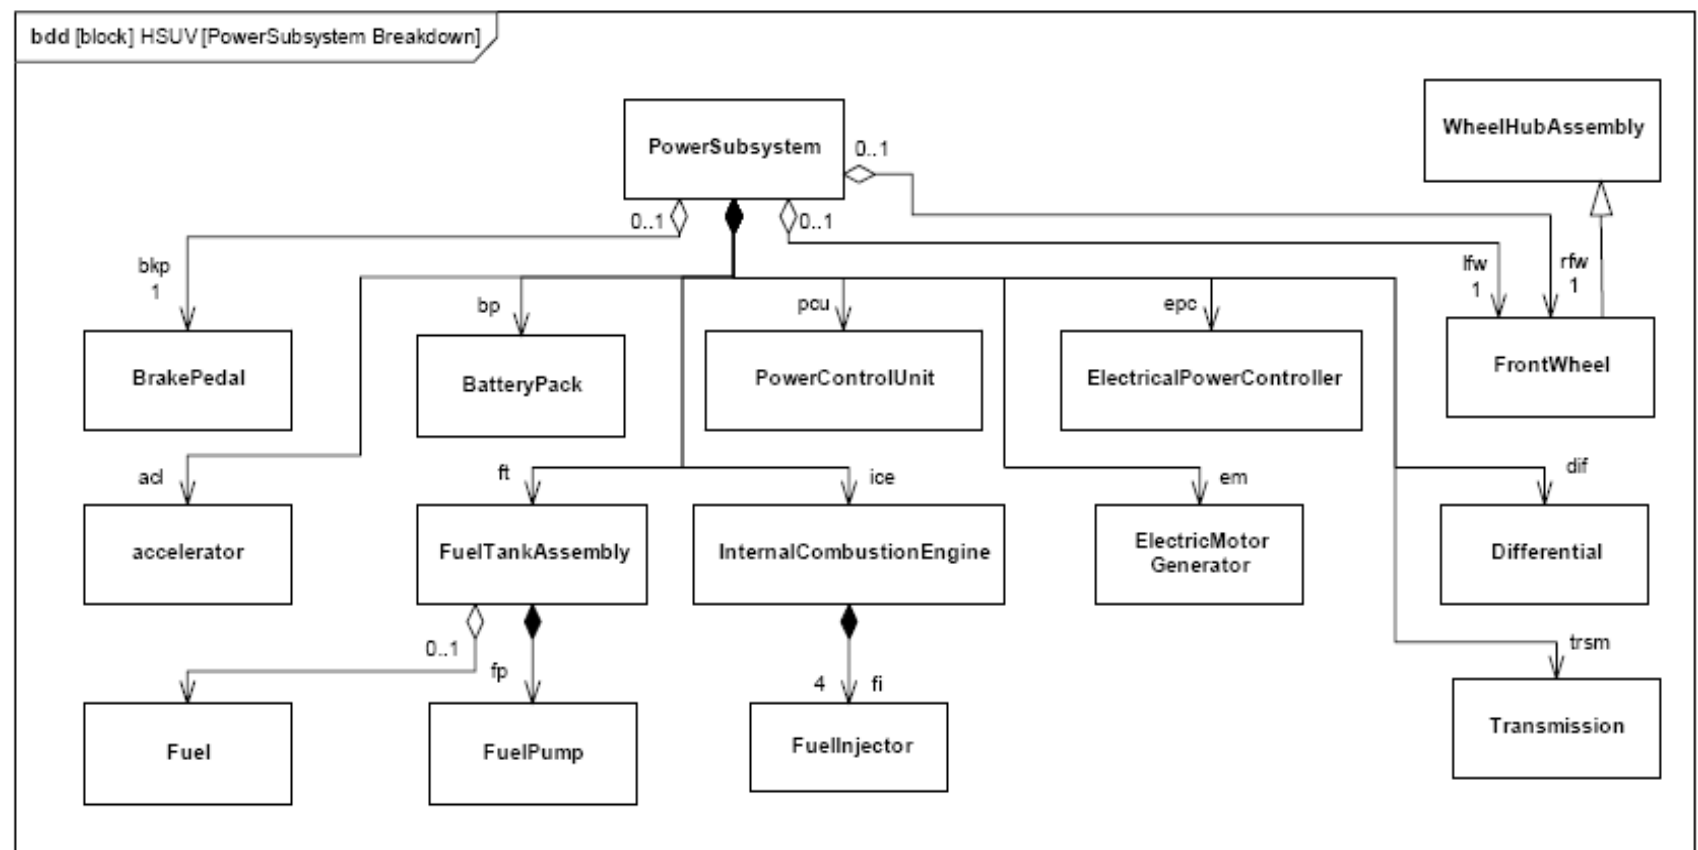 bdd [block] HSUV [PowerSubsystem Breakdown]
WheelHubAssembly
PowerSubsystem
0..1
0..1
0..1
bkp
1
lfw
1
rfw
1
bp
pcu
epc
BrakePedal
BatteryPack
PowerControlUnit
ElectricalPowerController
FrontWheel
acl
ft
ice
em
dif
accelerator
FuelTankAssembly
InternalCombustionEngine
ElectricMotor
Generator
Differential
0..1
fp
4
fi
trsm
Fuel
FuelPump
FuelInjector
Transmission